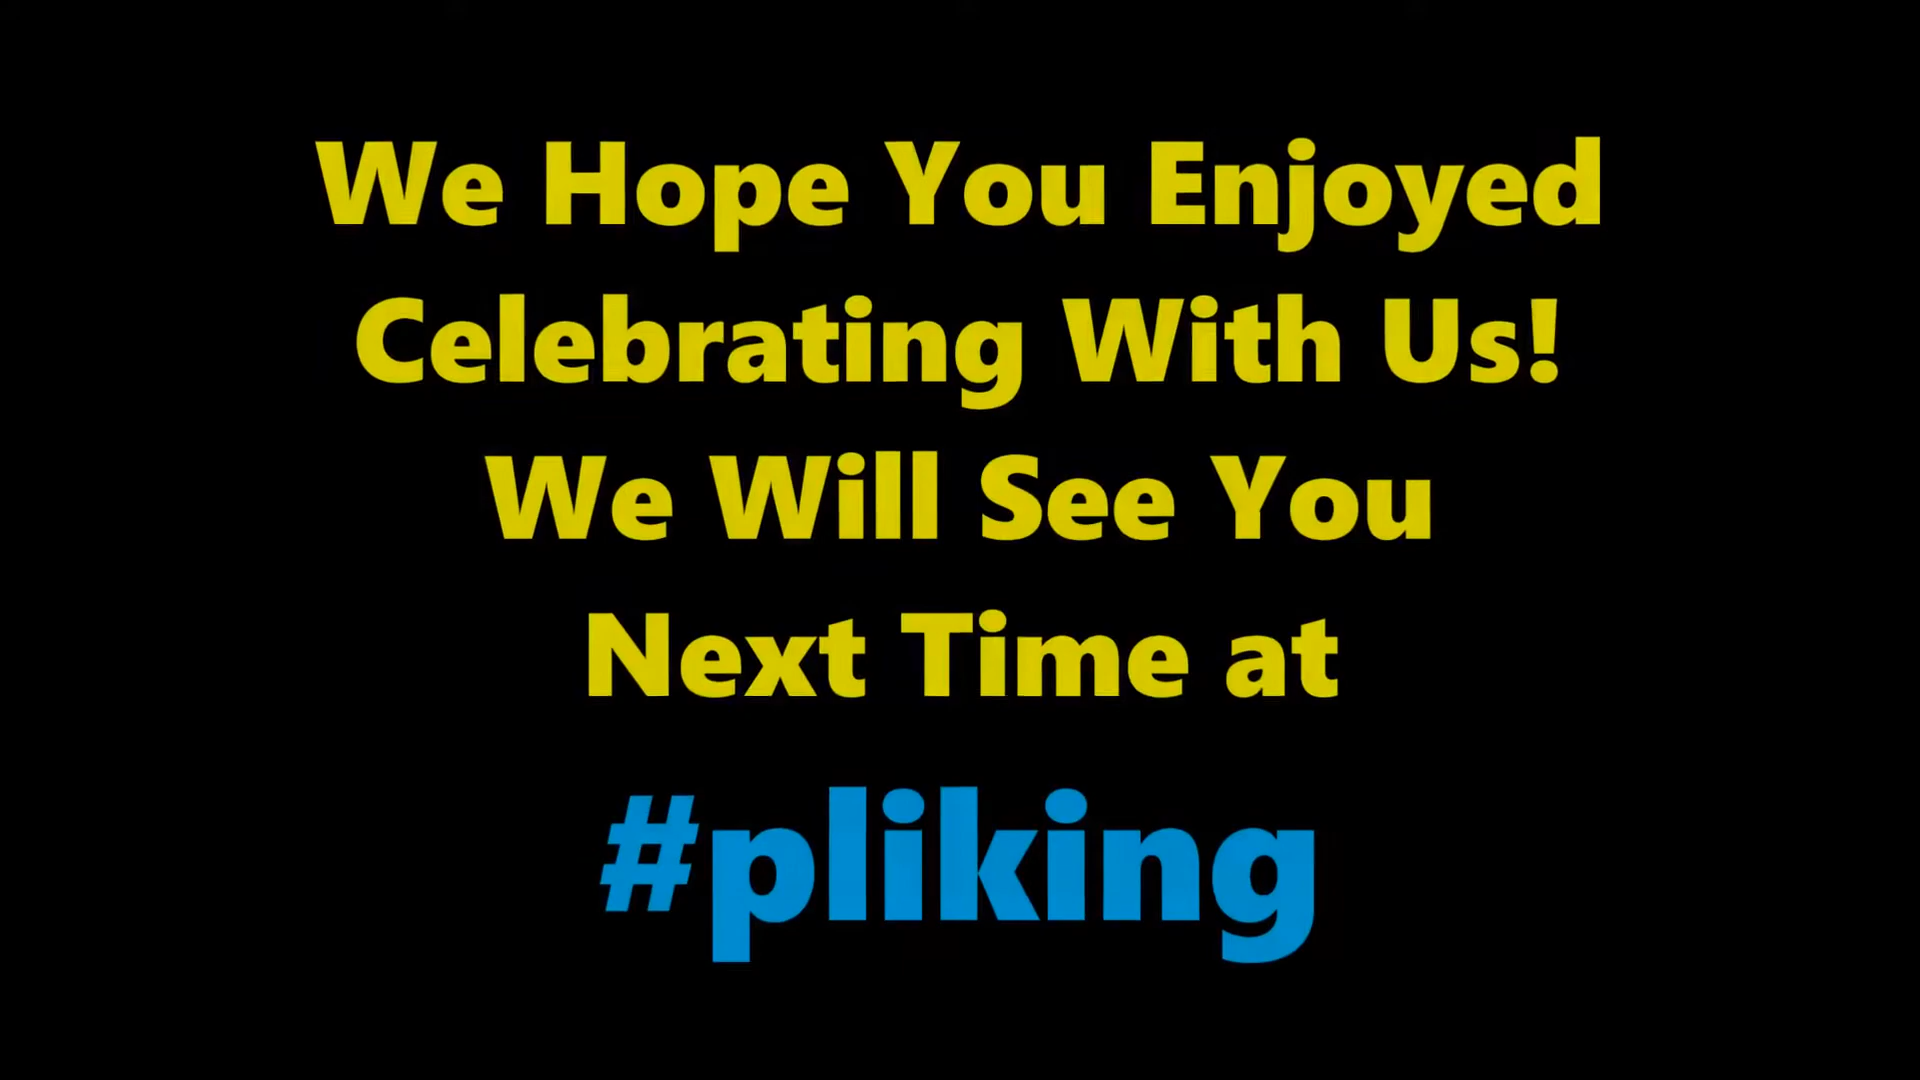 We Hope You Enjoyed
Celebrating With Us!
We Will See You
Next Time at
#pliking